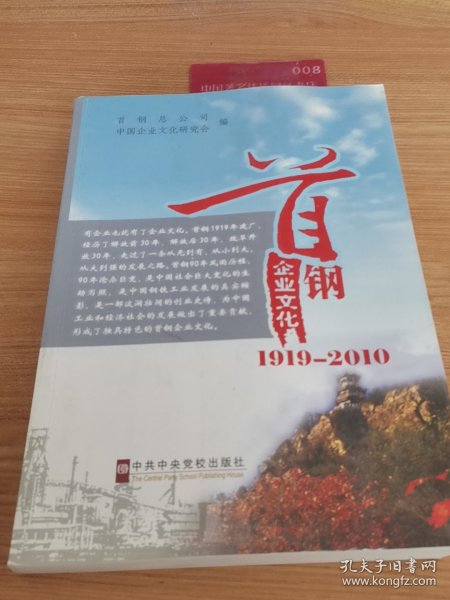 008
首钢总公司
中国企业文化研究会 编
首钢
企业文化
1919-2010
有企业也就有了企业文化。首钢1919年建厂,
经历了解放前30年、解放后30年、改革开
放30年,走过了一条从无到有、从小到大、
从大到强的发展之路。首钢90年风雨历程,
90年沧桑巨变,是中国社会巨大变化的生
动写照,是中国钢铁工业发展的真实缩
影,是一部波澜壮阔的创业史诗,为中国
工业和经济社会的发展做出了重要贡献,
形成了独具特色的首钢企业文化。
中共中央党校出版社
The Central Party School Publishing House
孔夫子旧书网
www.kongfz.com